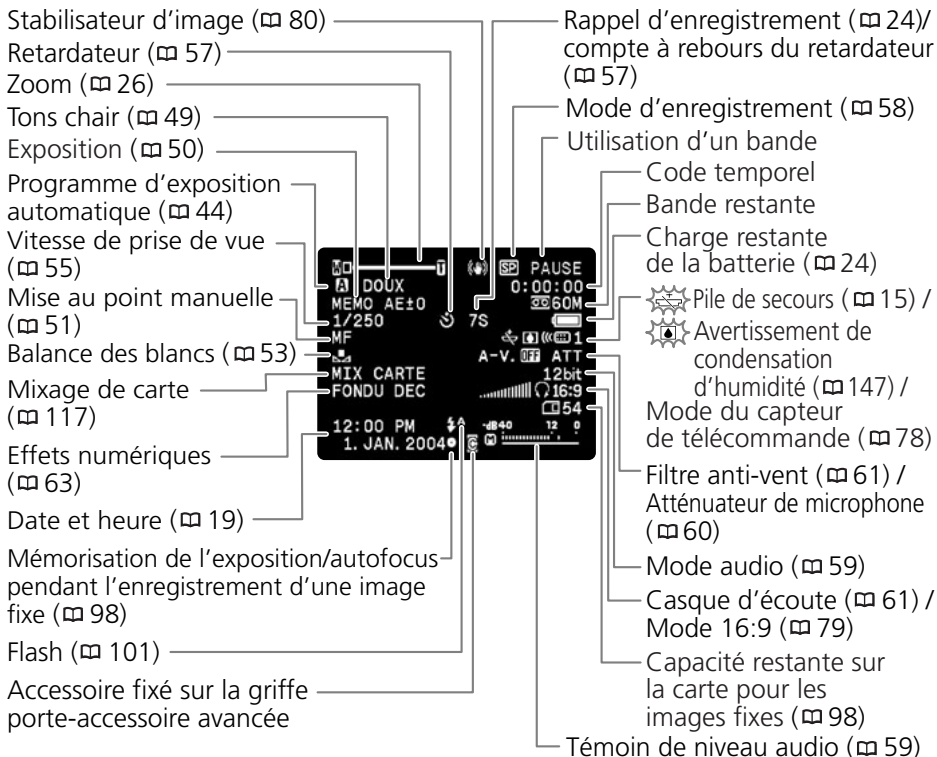 Stabilisateur d'image (80)
Retardateur (57)
Zoom (26)
Tons chair (49)
Exposition (50)
Programme d'exposition
automatique (44)
Vitesse de prise de vue
(55)
Mise au point manuelle
(51)
Balance des blancs (53)
Mixage de carte
(117)
Effets numériques
(63)
Date et heure (19)
Mémorisation de l'exposition/autofocus
pendant l'enregistrement d'une image
fixe (98)
Flash (101)
Accessoire fixé sur la griffe
porte-accessoire avancée
W T SP PAUSE
A DOUX 0:00:00
MEMO AE±0 60M
1/250 7S
MF 1
A-V. OFF ATT
MIX CARTE 12bit
FONDU DEC 16:9
54
12:00 PM A -dB40 12 0
1. JAN. 2004 C M
Rappel d'enregistrement (24)/
compte à rebours du retardateur
(57)
Mode d'enregistrement (58)
Utilisation d'un bande
Code temporel
Bande restante
Charge restante
de la batterie (24)
Pile de secours (15) /
Avertissement de
condensation
d'humidité (147) /
Mode du capteur
de télécommande (78)
Filtre anti-vent (61) /
Atténuateur de microphone
(60)
Mode audio (59)
Casque d'écoute (61) /
Mode 16:9 (79)
Capacité restante sur
la carte pour les
images fixes (98)
Témoin de niveau audio (59)